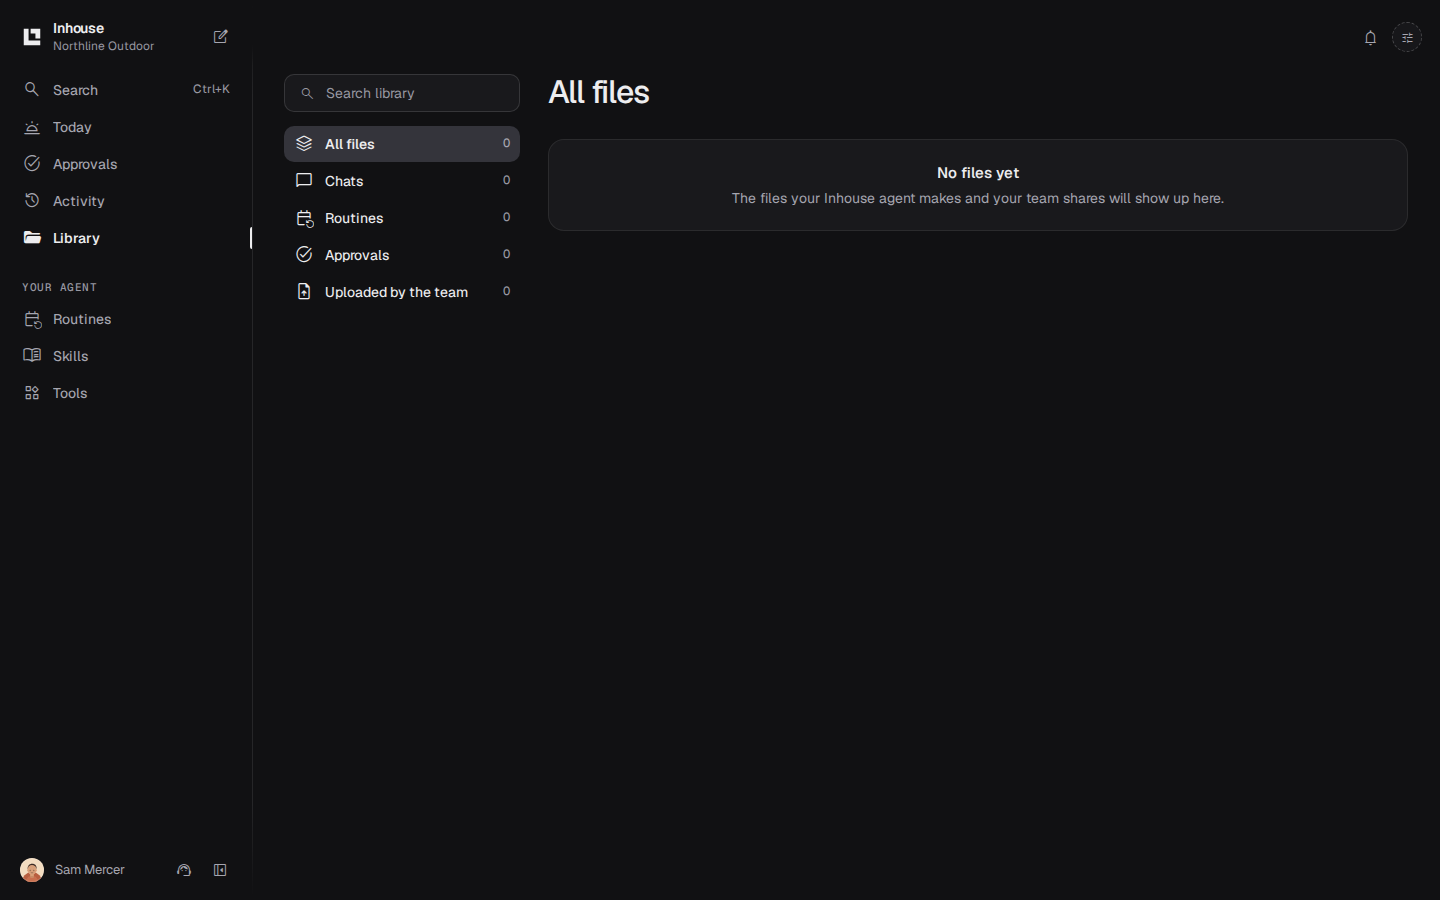 Inhouse
Northline Outdoor
Search Ctrl+K
Today
Approvals
Activity
Library
YOUR AGENT
Routines
Skills
Tools
Sam Mercer
Search library
All files 0
Chats 0
Routines 0
Approvals 0
Uploaded by the team 0
All files
No files yet
The files your Inhouse agent makes and your team shares will show up here.